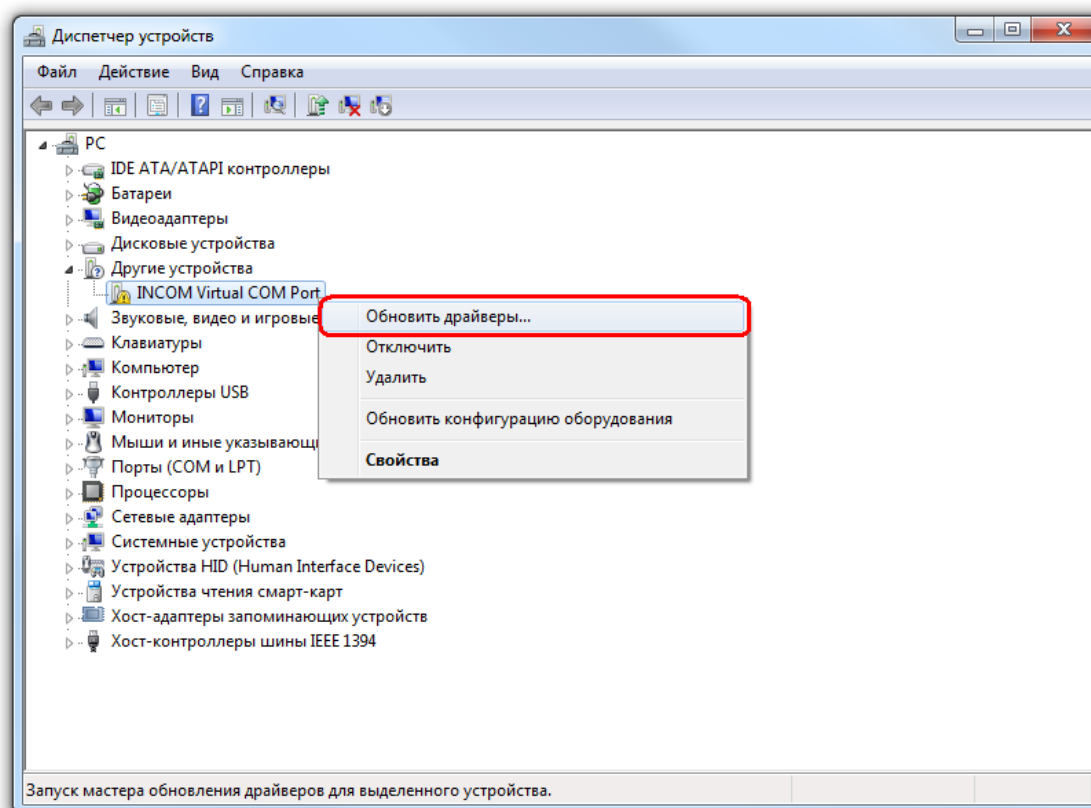 Диспетчер устройств
Файл Действие Вид Справка
PC
IDE ATA/ATAPI контроллеры
Батареи
Видеоадаптеры
Дисковые устройства
Другие устройства
INCOM Virtual COM Port
Звуковые, видео и игровые
Клавиатуры
Компьютер
Контроллеры USB
Мониторы
Мыши и иные указывающи
Порты (COM и LPT)
Процессоры
Сетевые адаптеры
Системные устройства
Устройства HID (Human Interface Devices)
Устройства чтения смарт-карт
Хост-адаптеры запоминающих устройств
Хост-контроллеры шины IEEE 1394
Обновить драйверы...
Отключить
Удалить
Обновить конфигурацию оборудования
Свойства
Запуск мастера обновления драйверов для выделенного устройства.